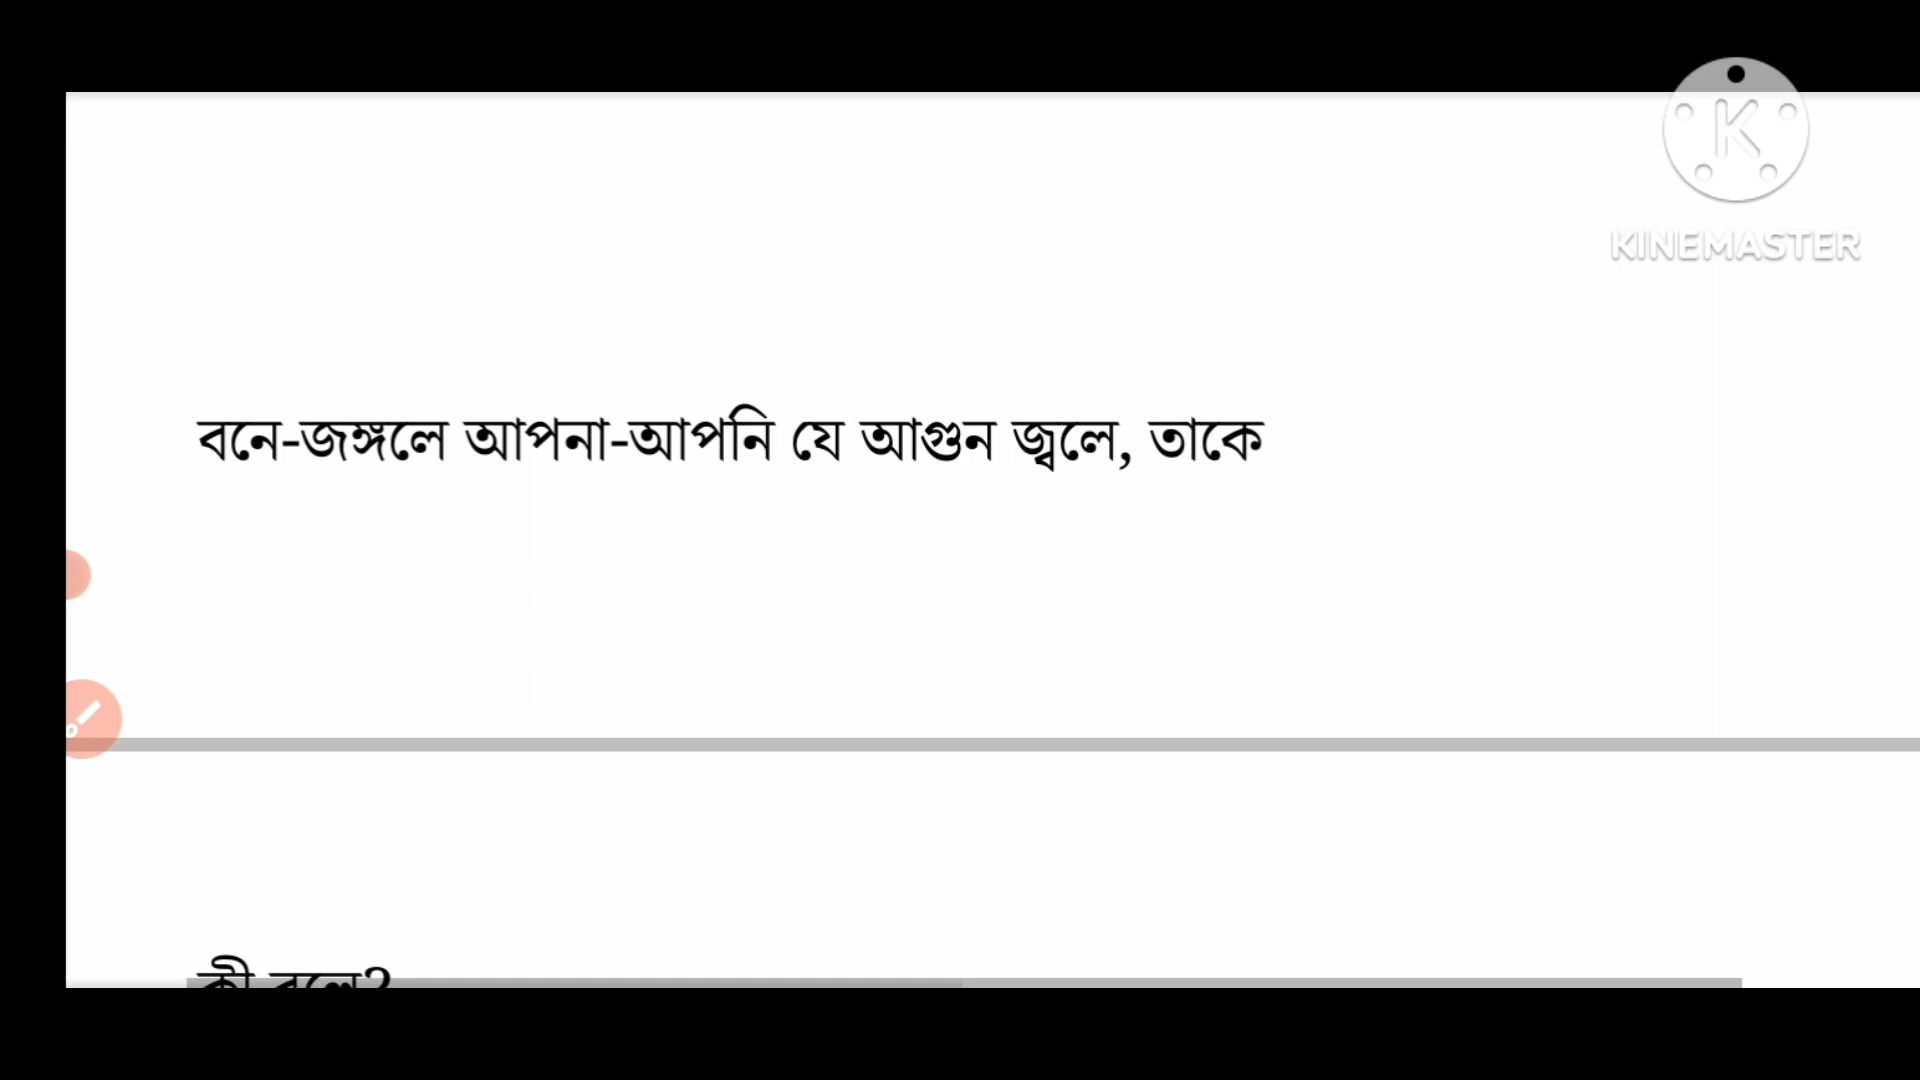 KINEMASTER
বনে-জঙ্গলে আপনা-আপনি যে আগুন জ্বলে, তাকে
কী বলে?